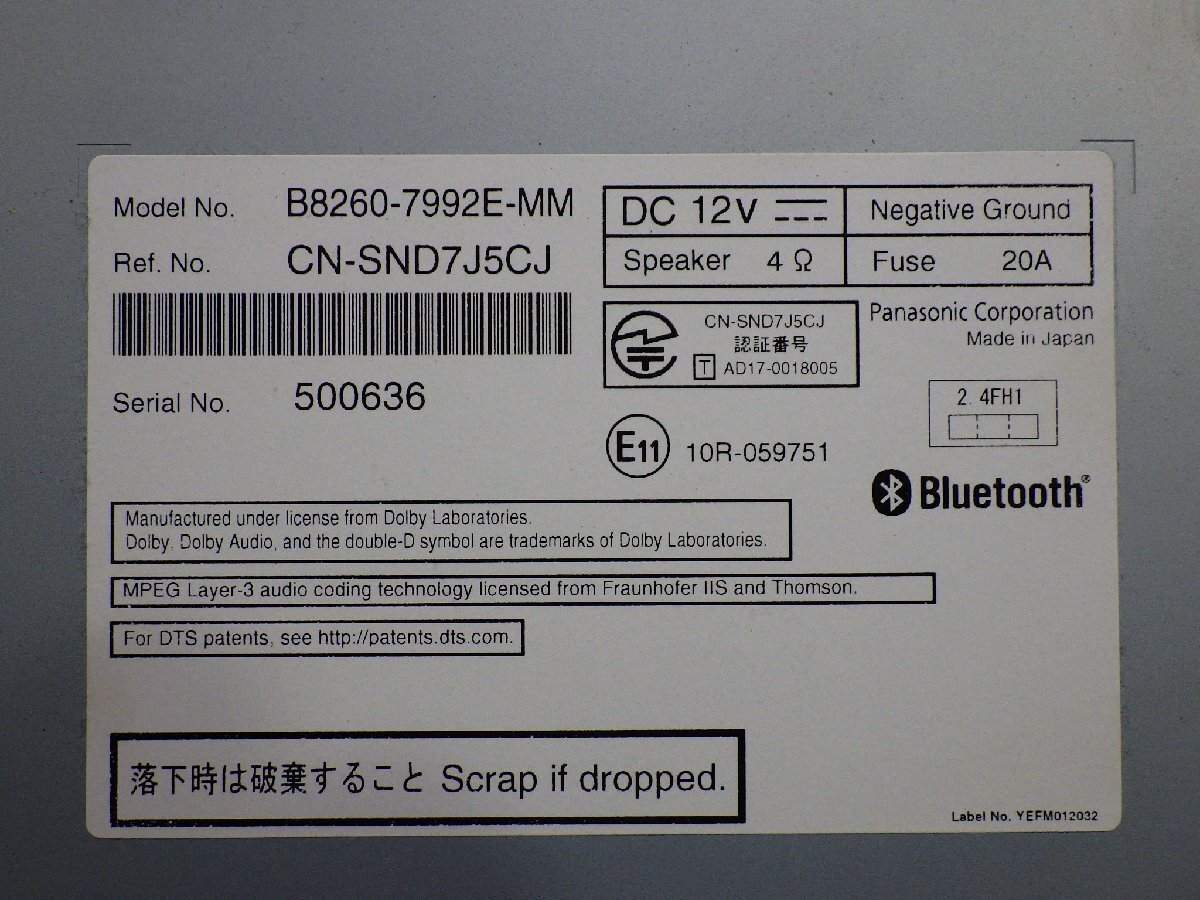 Model No. B8260-7992E-MM
Ref. No. CN-SND7J5CJ
Serial No. 500636
DC 12V
Negative Ground
Speaker 4 Ω
Fuse 20A
CN-SND7J5CJ
認証番号
T AD17-0018005
Panasonic Corporation
Made in Japan
2.4FH1
E11 10R-059751
Bluetooth®
Manufactured under license from Dolby Laboratories.
Dolby, Dolby Audio, and the double-D symbol are trademarks of Dolby Laboratories.
MPEG Layer-3 audio coding technology licensed from Fraunhofer IIS and Thomson.
For DTS patents, see http://patents.dts.com.
落下時は破棄すること Scrap if dropped.
Label No. YEFM012032